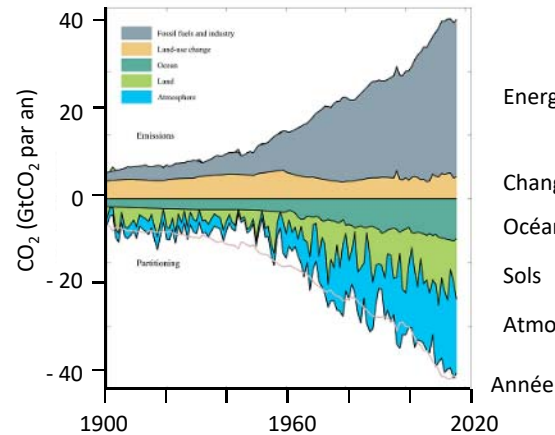 40
20
0
- 20
- 40
CO2 (GtCO2 par an)
Fossil fuels and industry
Land-use change
Ocean
Land
Atmosphere
Emissions
Partitioning
Energ
Chang
Océan
Sols
Atmo
Année
1900
1960
2020